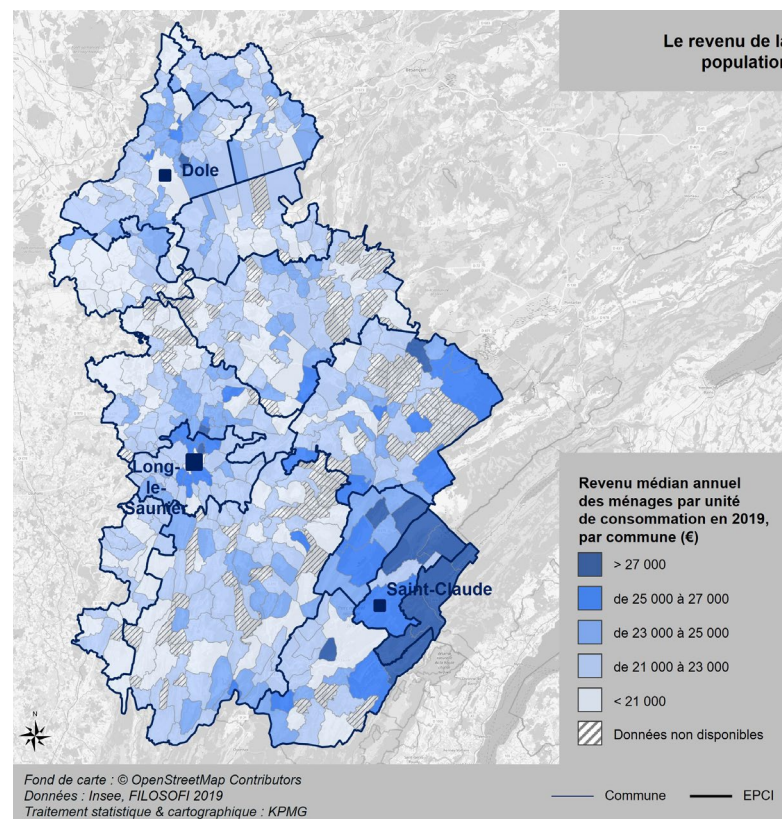 Le revenu de la
population
Dole
Long-
le-
Saunier
Saint-Claude
Revenu médian annuel
des ménages par unité
de consommation en 2019,
par commune (€)
> 27 000
de 25 000 à 27 000
de 23 000 à 25 000
de 21 000 à 23 000
< 21 000
Données non disponibles
N
Fond de carte : © OpenStreetMap Contributors
Données : Insee, FILOSOFI 2019
Traitement statistique & cartographique : KPMG
Commune
EPCI